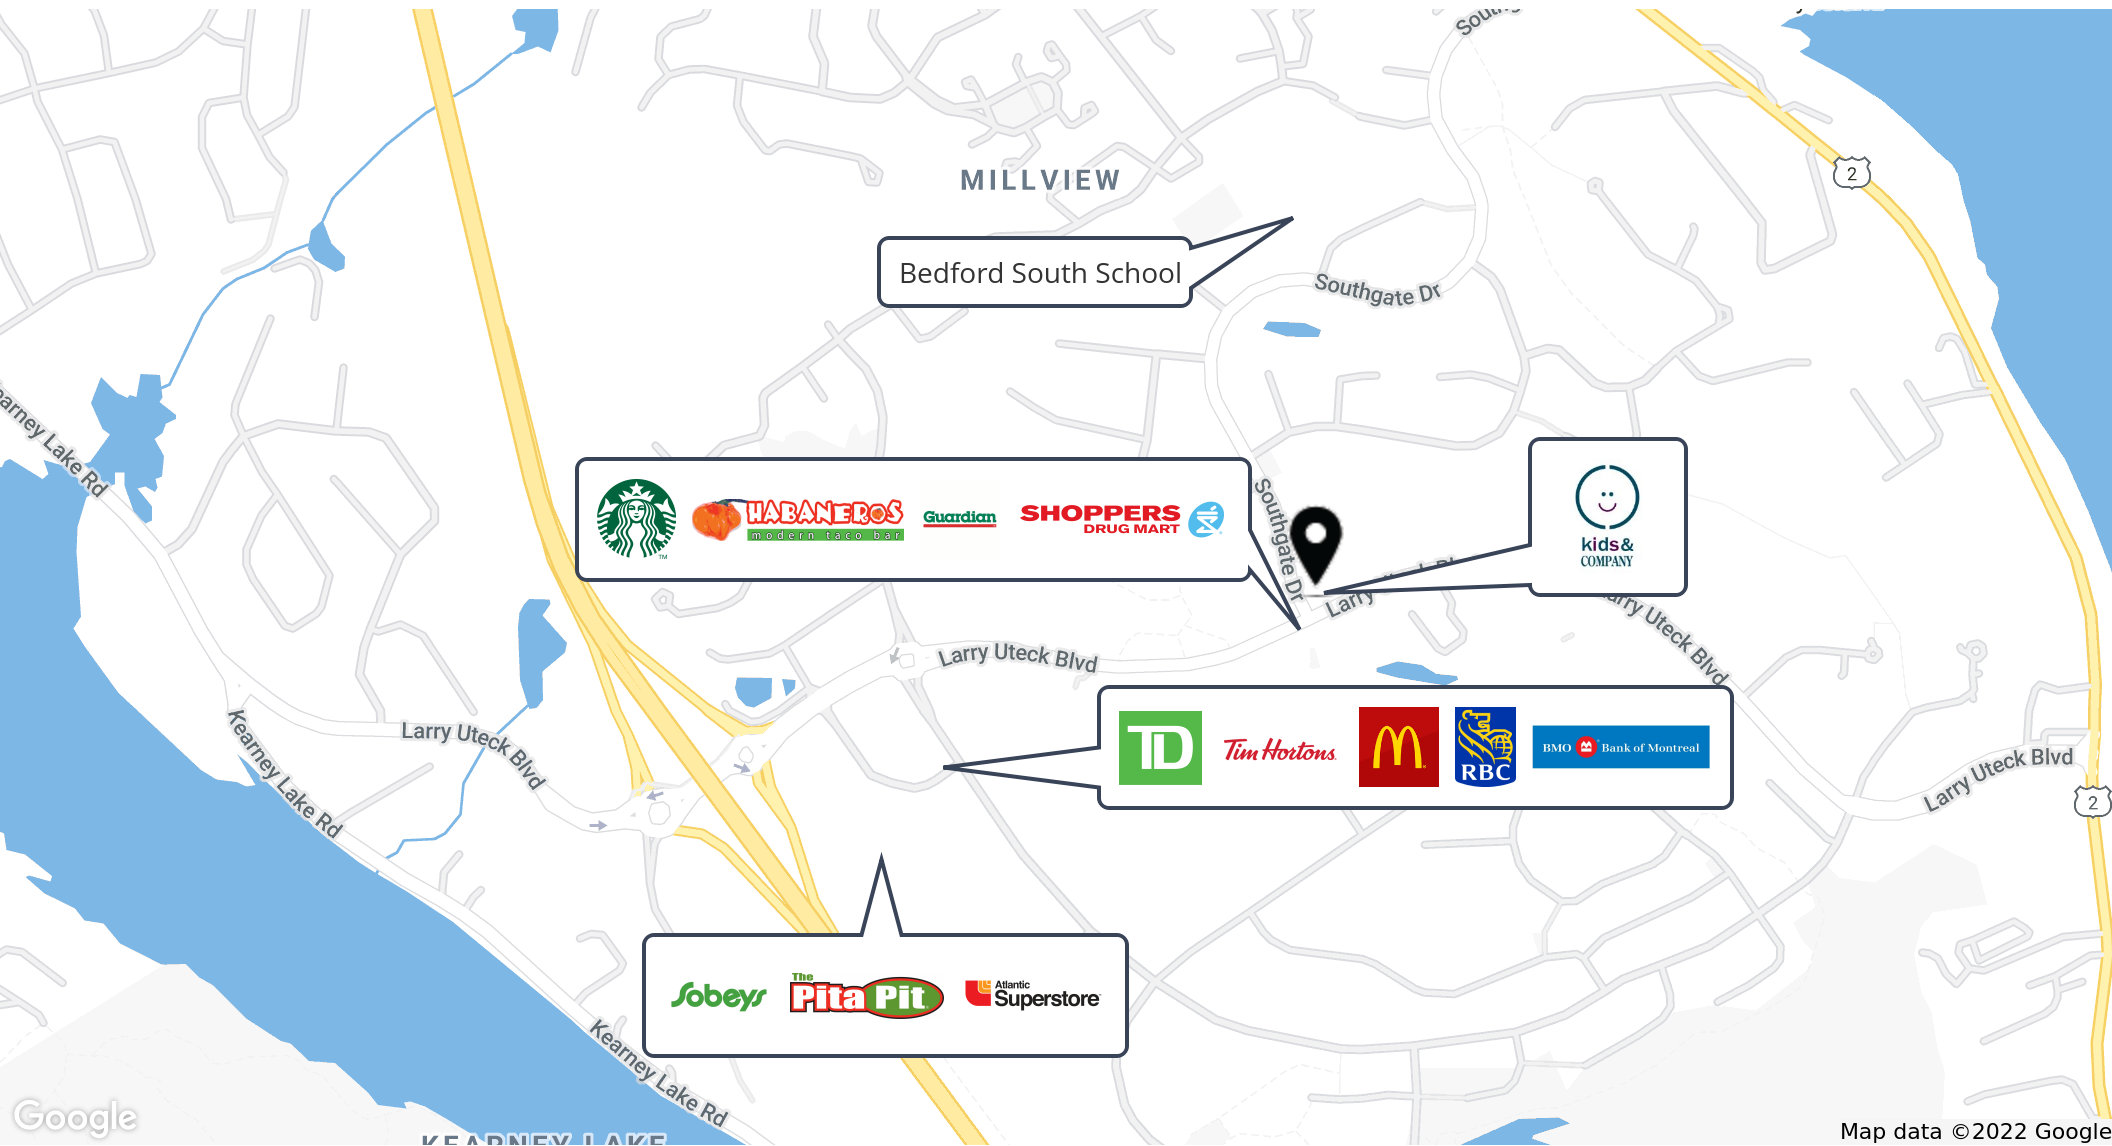 2
MILLVIEW
Bedford South School
Southgate Dr
Kearney Lake Rd
HABANEROS
modern taco bar
Guardian
SHOPPERS
DRUG MART
Southgate Dr
kids&
COMPANY
Larry Uteck Blvd
Larry Uteck Blvd
Larry Uteck Blvd
Larry Uteck Blvd
TD
Tim Hortons
RBC
BMO Bank of Montreal
Larry Uteck Blvd
2
Kearney Lake Rd
Sobeys
The
Pita Pit
Atlantic
Superstore
Kearney Lake Rd
Google
KEARNEY LAKE
Map data ©2022 Google